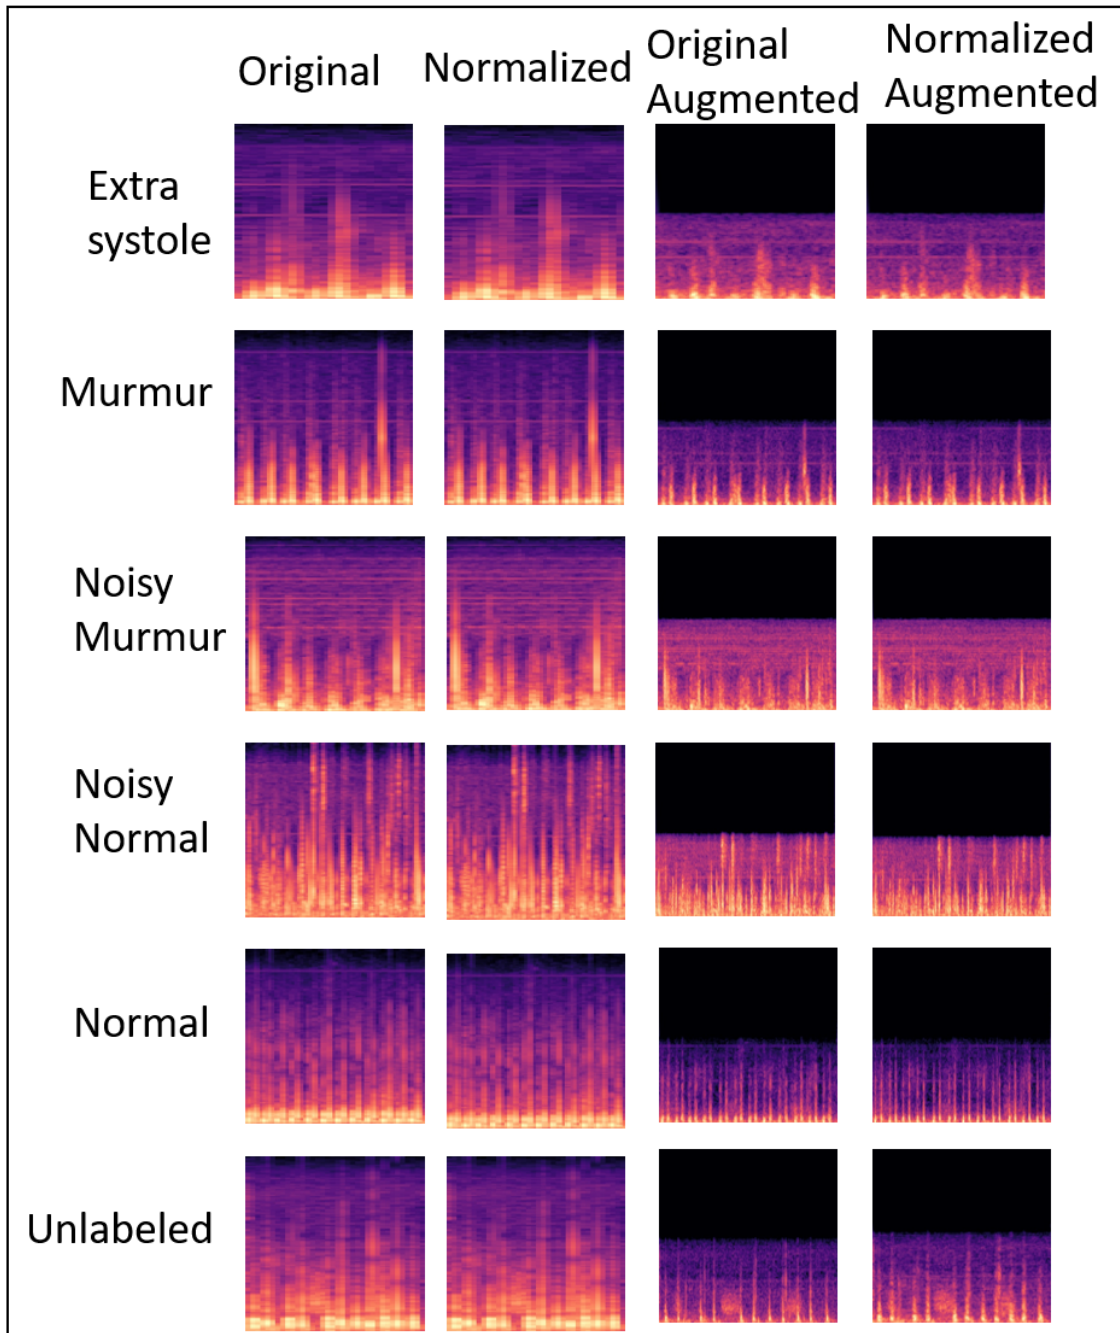 Original
Normalized
Original
Augmented
Normalized
Augmented
Extra
systole
Murmur
Noisy
Murmur
Noisy
Normal
Normal
Unlabeled